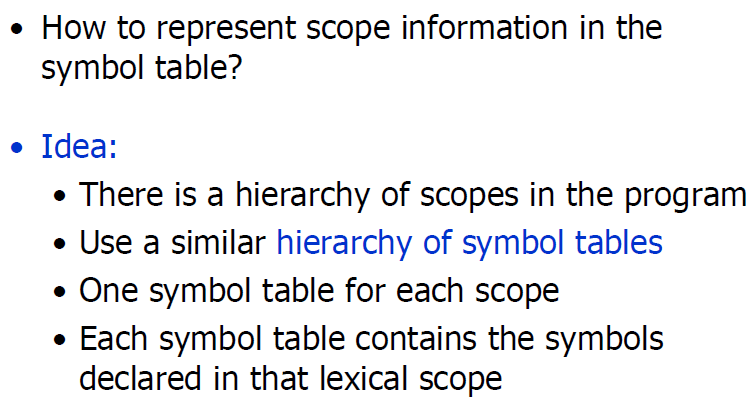 • How to represent scope information in the
symbol table?
• Idea:
• There is a hierarchy of scopes in the program
• Use a similar hierarchy of symbol tables
• One symbol table for each scope
• Each symbol table contains the symbols
declared in that lexical scope